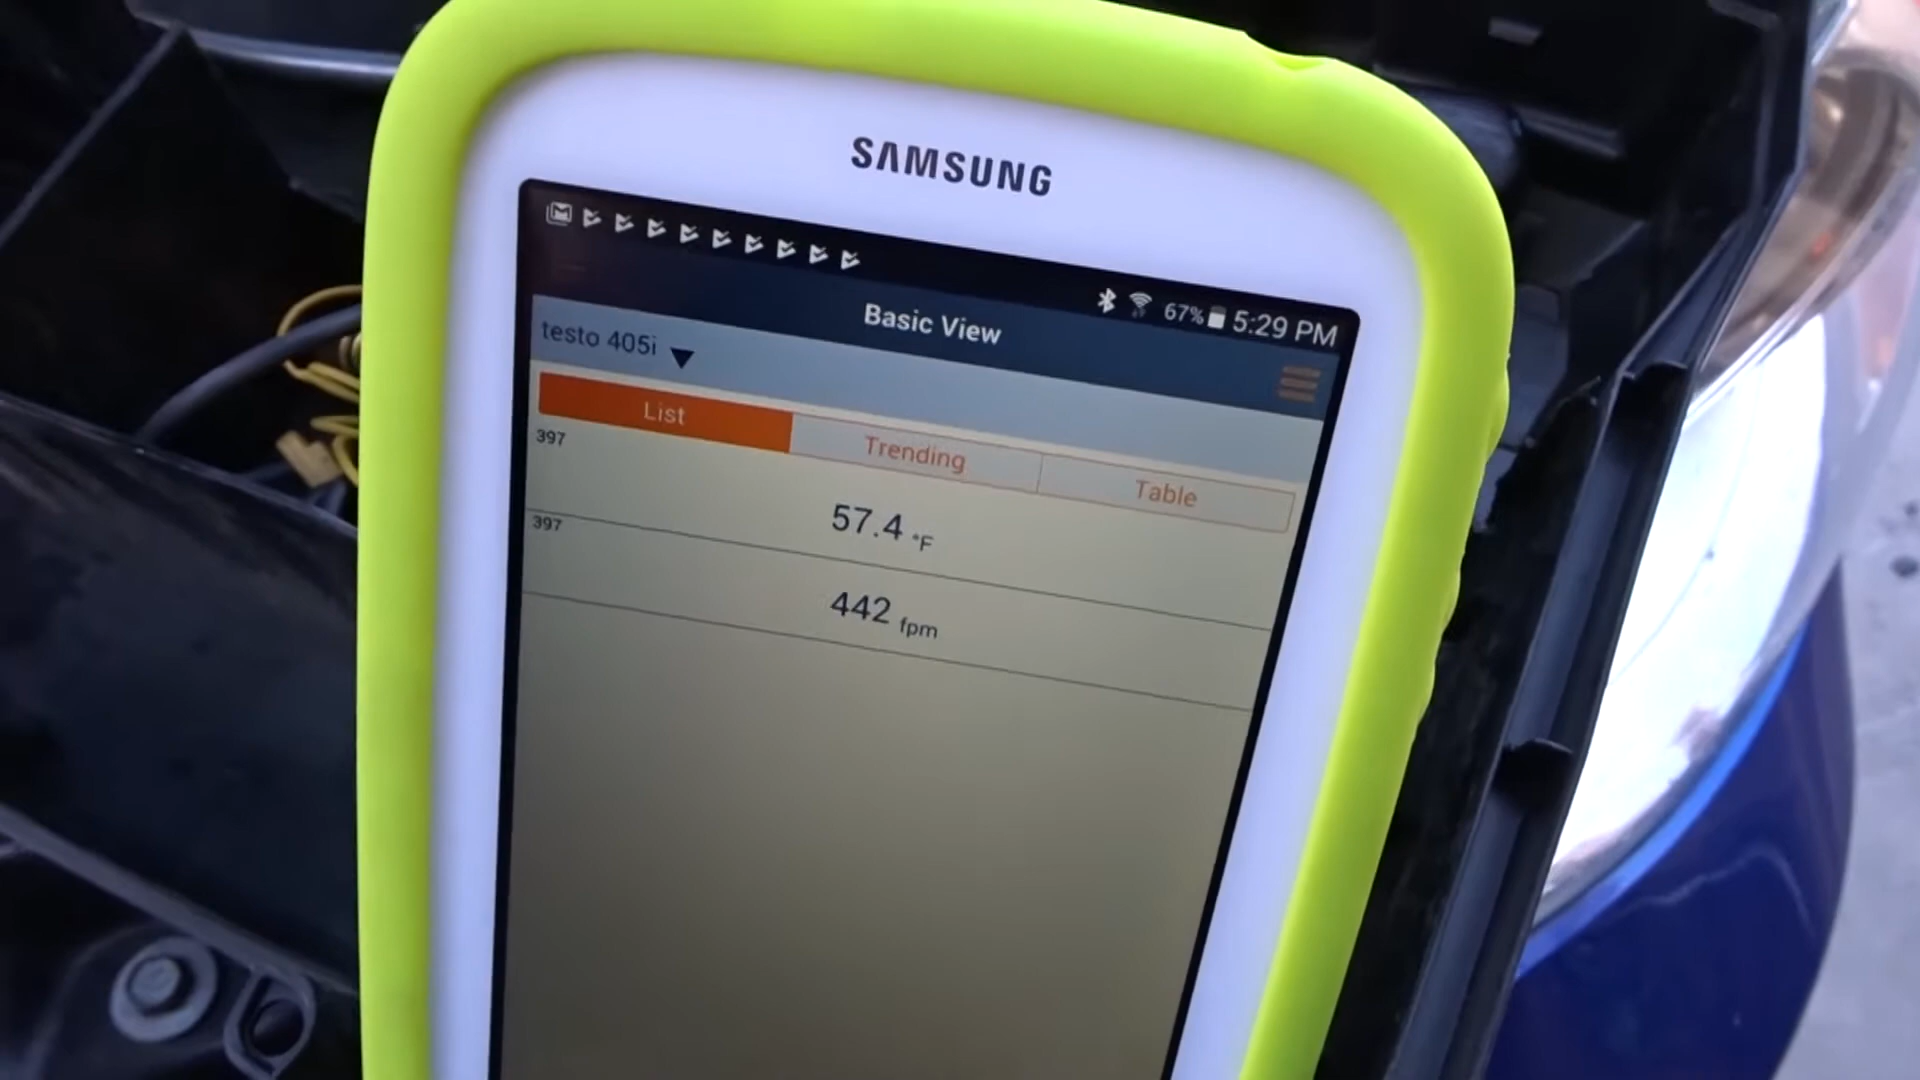 SAMSUNG
67% 5:29 PM
Basic View
testo 405i
List Trending Table
397
57.4 °F
397
442 fpm